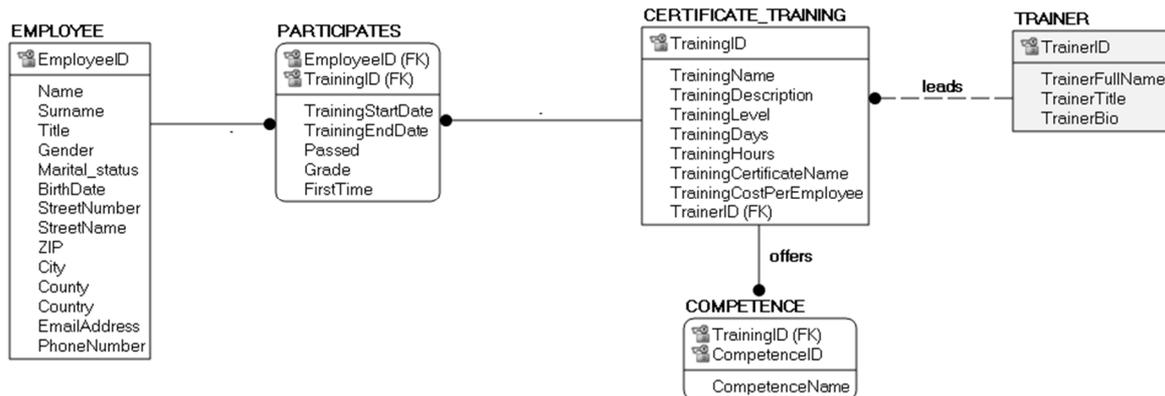 EMPLOYEE
EmployeeID
Name
Surname
Title
Gender
Marital_status
BirthDate
StreetNumber
StreetName
ZIP
City
County
Country
EmailAddress
PhoneNumber
PARTICIPATES
EmployeeID (FK)
TrainingID (FK)
TrainingStartDate
TrainingEndDate
Passed
Grade
FirstTime
CERTIFICATE_TRAINING
TrainingID
TrainingName
TrainingDescription
TrainingLevel
TrainingDays
TrainingHours
TrainingCertificateName
TrainingCostPerEmployee
TrainerID (FK)
leads
TRAINER
TrainerID
TrainerFullName
TrainerTitle
TrainerBio
offers
COMPETENCE
TrainingID (FK)
CompetenceID
CompetenceName